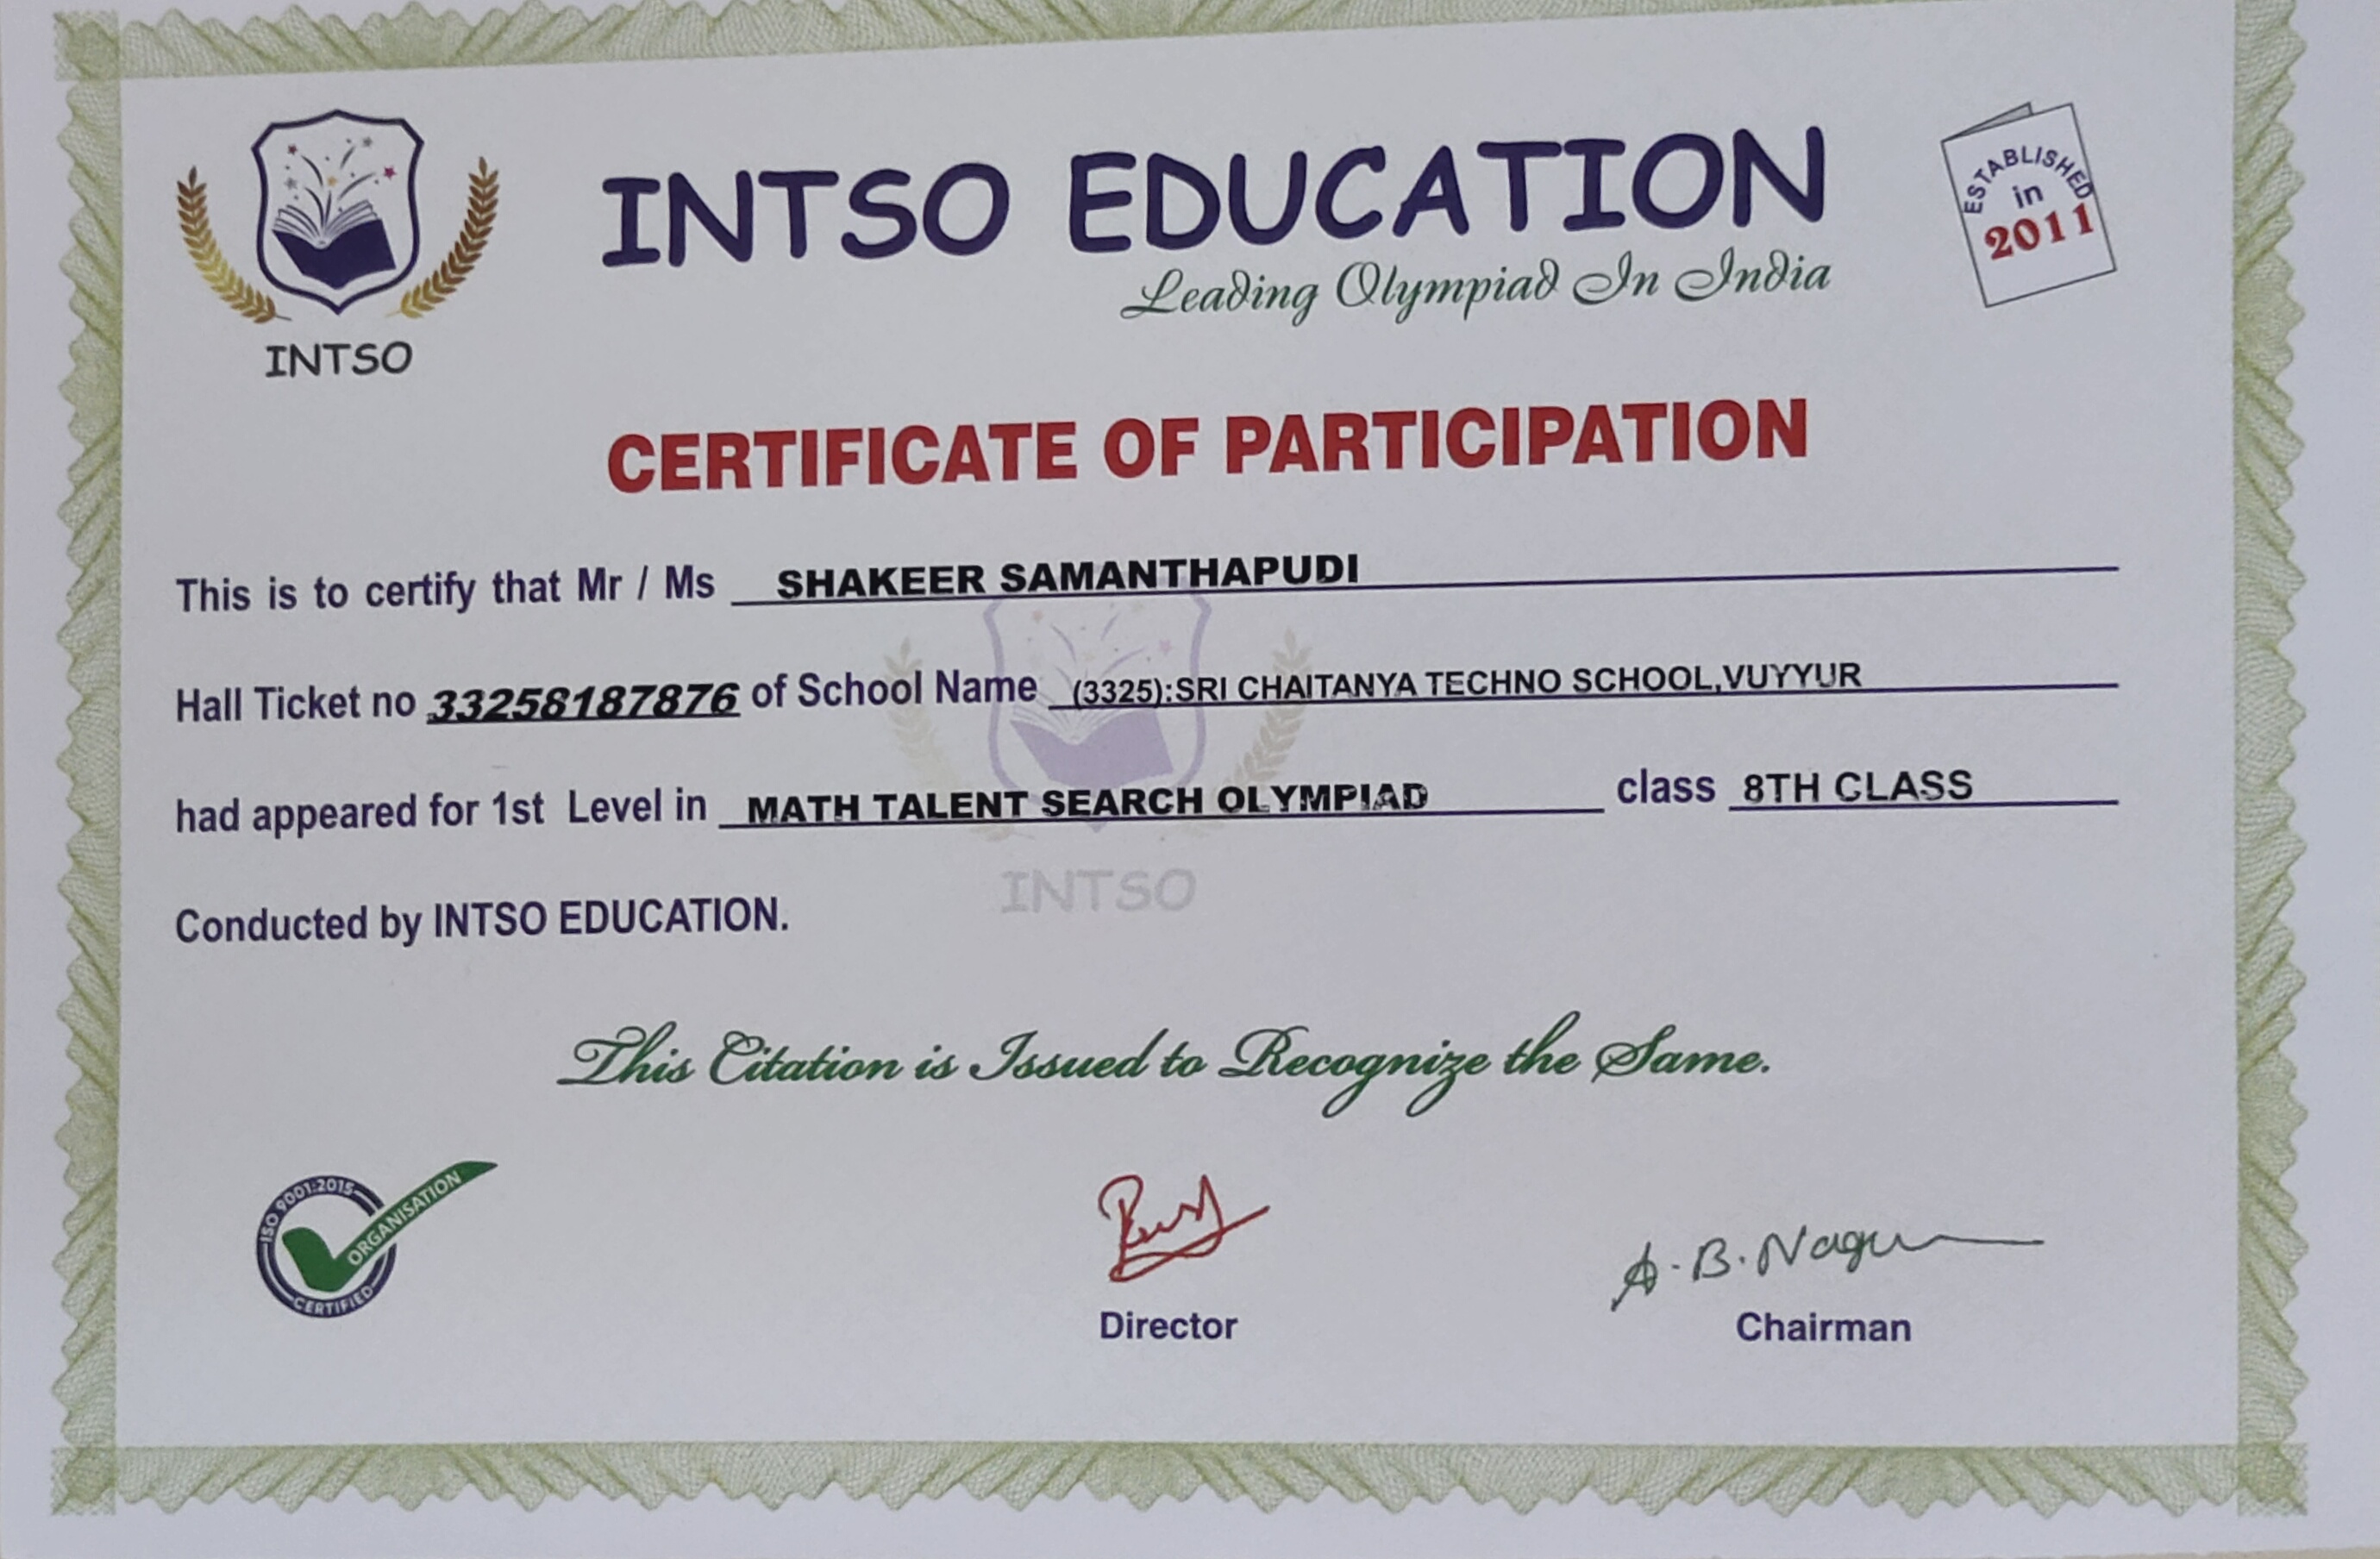 INTSO EDUCATION
Leading Olympiad In India
ESTABLISHED
in
2011
INTSO
CERTIFICATE OF PARTICIPATION
This is to certify that Mr / Ms SHAKEER SAMANTHAPUDI
Hall Ticket no 33258187876 of School Name (3325):SRI CHAITANYA TECHNO SCHOOL,VUYYUR
had appeared for 1st Level in MATH TALENT SEARCH OLYMPIAD class 8TH CLASS
INTSO
Conducted by INTSO EDUCATION.
This Citation is Issued to Recognize the Same.
ISO 9001:2015
ORGANISATION
CERTIFIED
A. B. Nagu
Director
Chairman